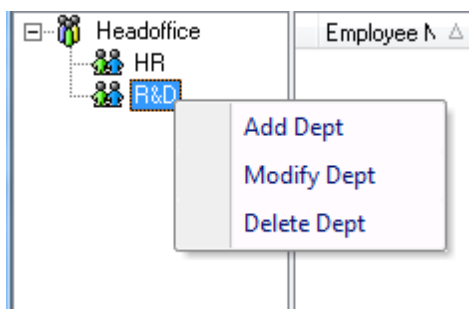 Headoffice
HR
R&D
Employee
Add Dept
Modify Dept
Delete Dept